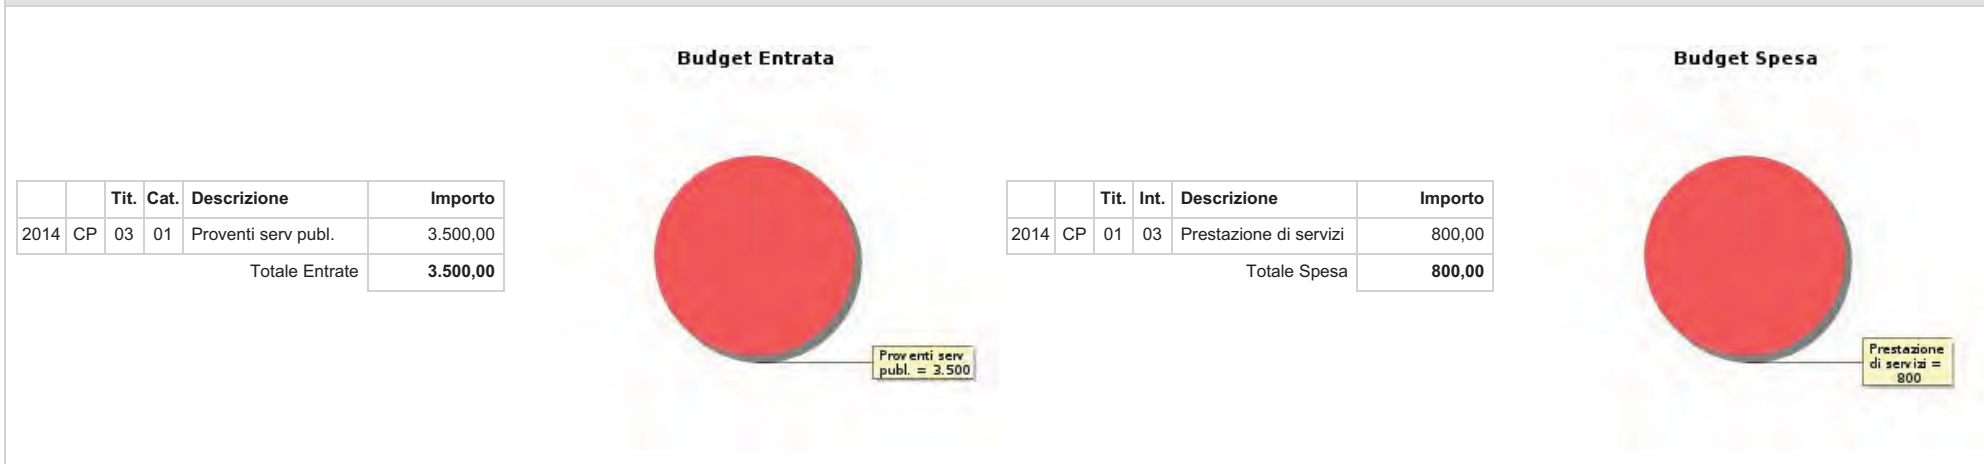 Budget Entrata
Tit. Cat. Descrizione Importo
2014 CP 03 01 Proventi serv publ. 3.500,00
Totale Entrate 3.500,00
Proventi serv
publ. = 3.500
Budget Spesa
Tit. Int. Descrizione Importo
2014 CP 01 03 Prestazione di servizi 800,00
Totale Spesa 800,00
Prestazione
di servizi =
800